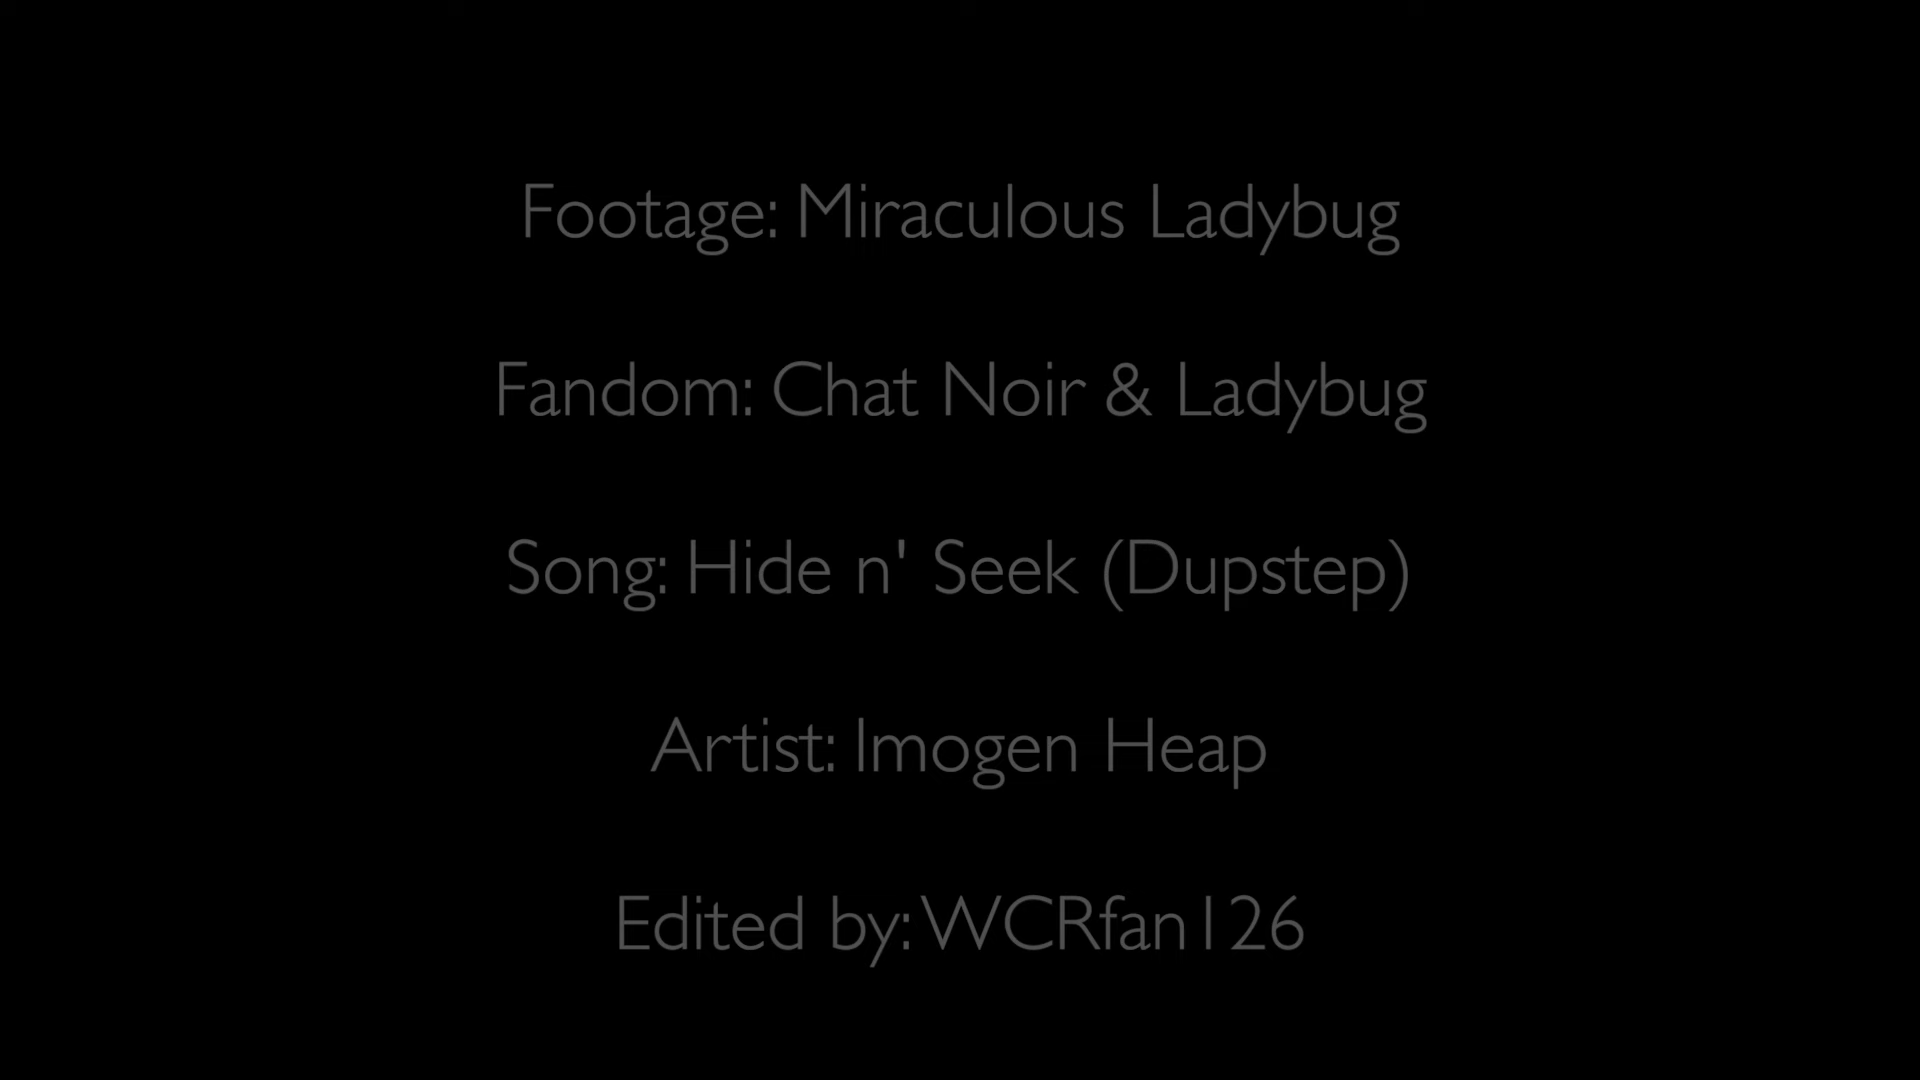 Footage: Miraculous Ladybug
Fandom: Chat Noir & Ladybug
Song: Hide n' Seek (Dupstep)
Artist: Imogen Heap
Edited by: WCRfan126